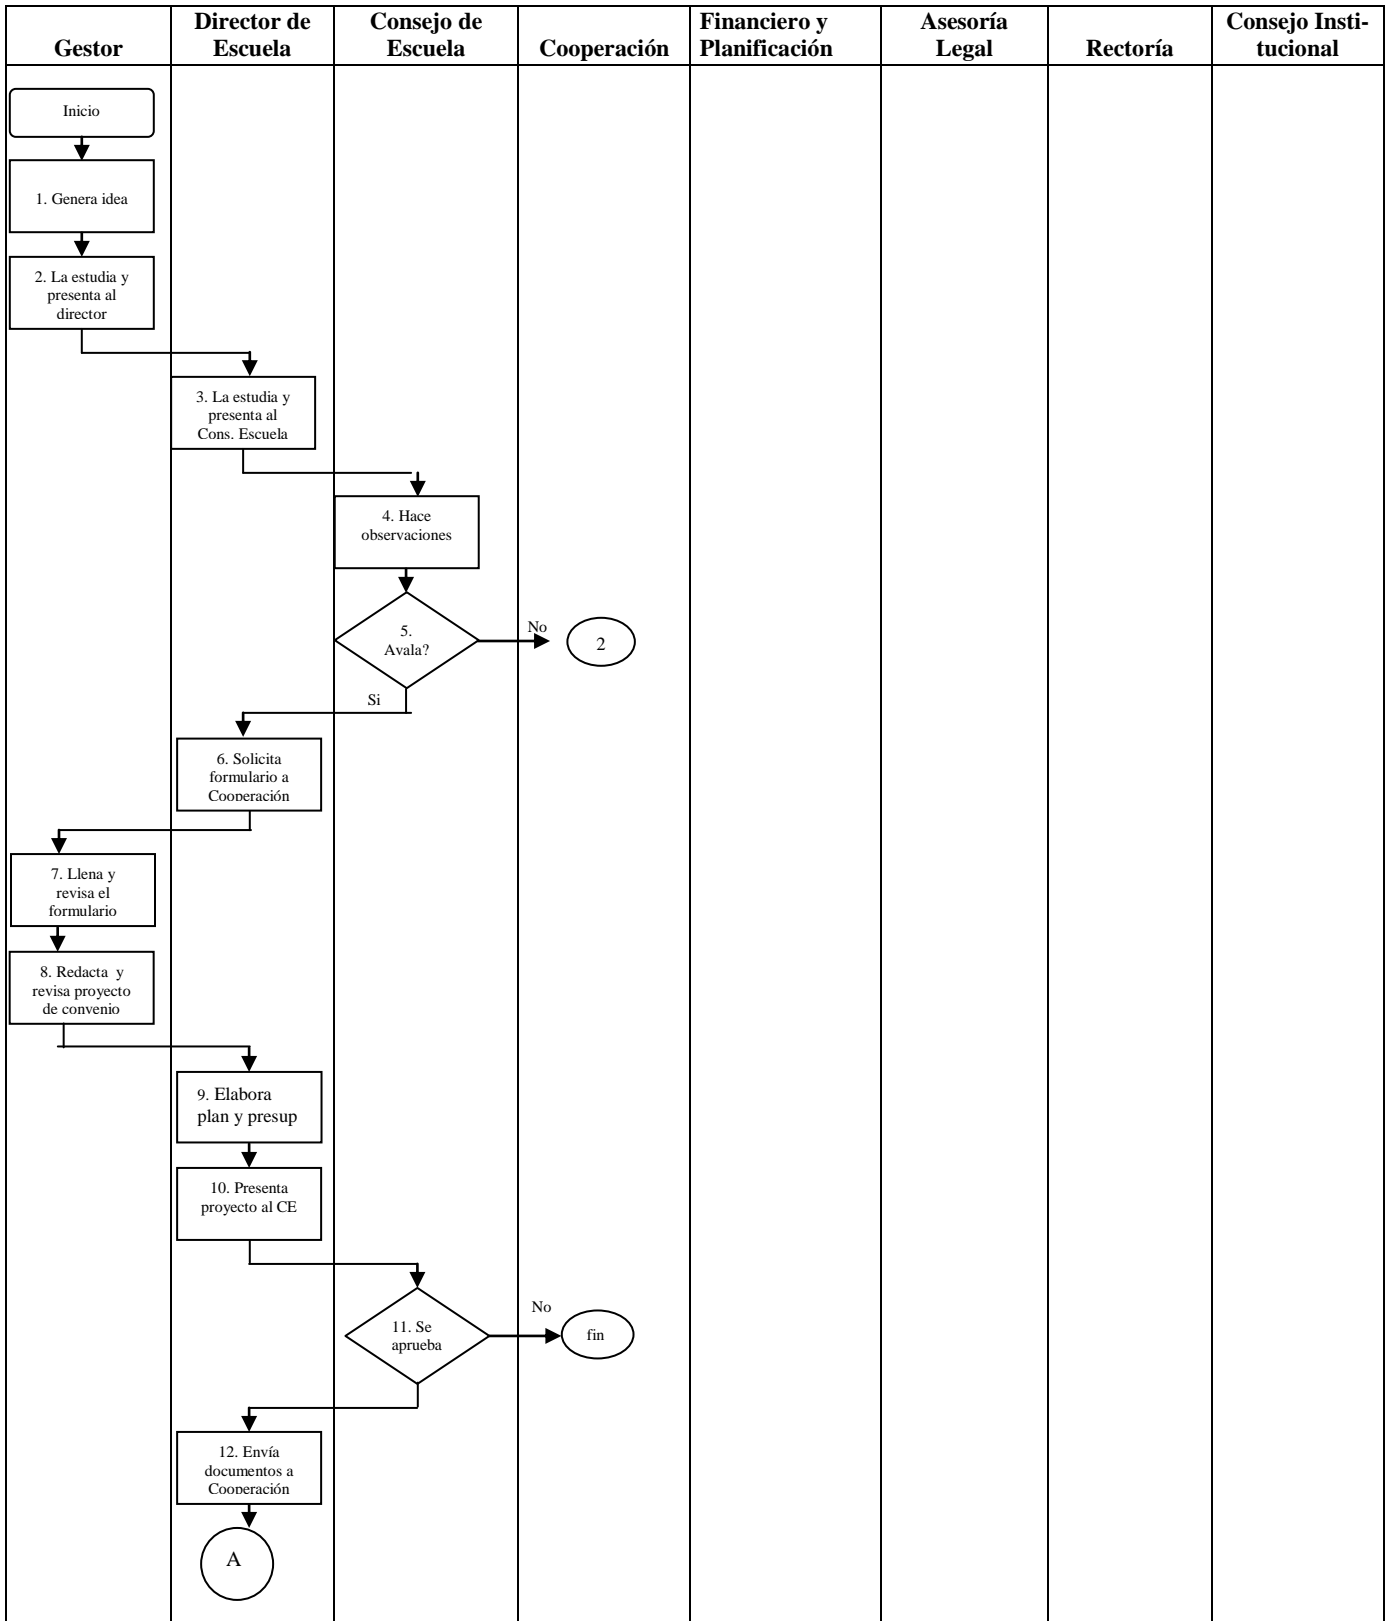 Gestor
Director de
Escuela
Consejo de
Escuela
Cooperación
Financiero y
Planificación
Asesoría
Legal
Rectoría
Consejo Insti-
tucional
Inicio
1. Genera idea
2. La estudia y
presenta al
director
3. La estudia y
presenta al
Cons. Escuela
4. Hace
observaciones
5.
Avala?
No
2
Si
6. Solicita
formulario a
Cooperación
7. Llena y
revisa el
formulario
8. Redacta y
revisa proyecto
de convenio
9. Elabora
plan y presup
10. Presenta
proyecto al CE
11. Se
aprueba
No
fin
12. Envía
documentos a
Cooperación
A